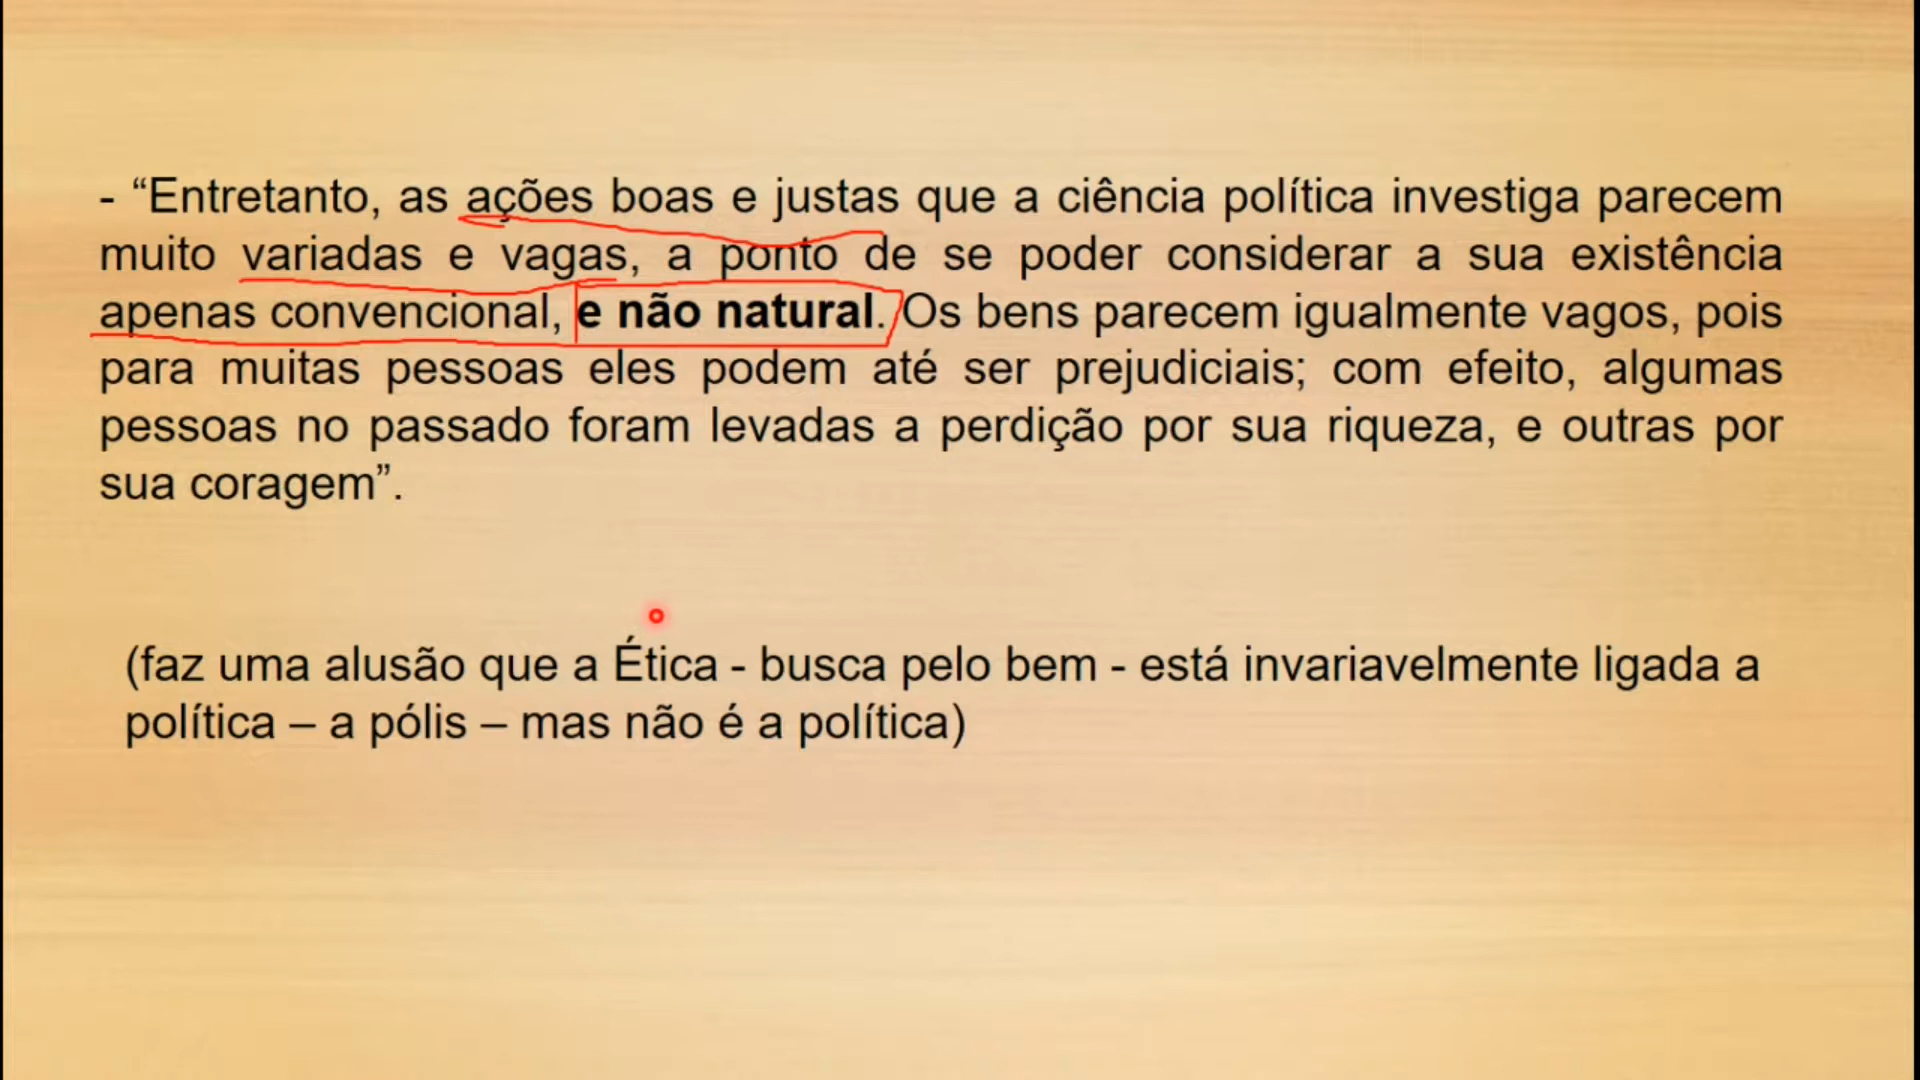 - “Entretanto, as ações boas e justas que a ciência política investiga parecem
muito variadas e vagas, a ponto de se poder considerar a sua existência
apenas convencional, e não natural. Os bens parecem igualmente vagos, pois
para muitas pessoas eles podem até ser prejudiciais; com efeito, algumas
pessoas no passado foram levadas a perdição por sua riqueza, e outras por
sua coragem”.
(faz uma alusão que a Ética - busca pelo bem - está invariavelmente ligada a
política – a pólis – mas não é a política)